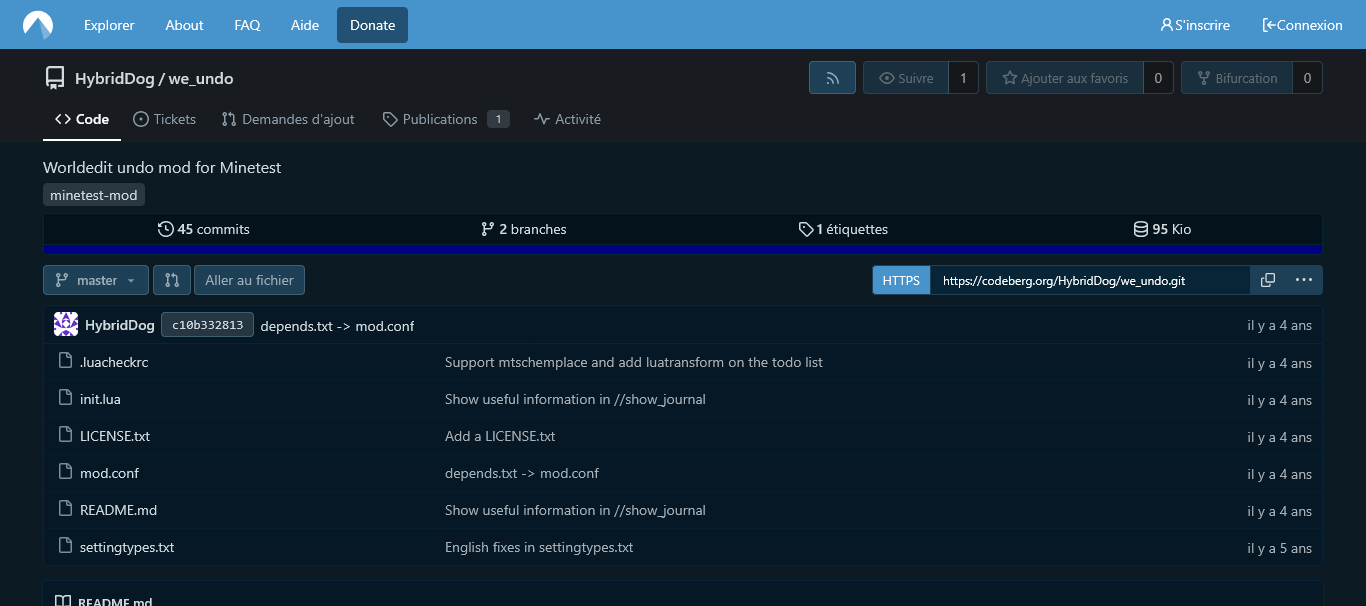 Explorer About FAQ Aide Donate S'inscrire Connexion
HybridDog / we_undo Suivre 1 Ajouter aux favoris 0 Bifurcation 0
Code Tickets Demandes d'ajout Publications 1 Activité
Worldedit undo mod for Minetest
minetest-mod
45 commits 2 branches 1 étiquettes 95 Kio
master Aller au fichier HTTPS https://codeberg.org/HybridDog/we_undo.git
HybridDog c10b332813 depends.txt -> mod.conf il y a 4 ans
.luacheckrc Support mtschemplace and add luatransform on the todo list il y a 4 ans
init.lua Show useful information in //show_journal il y a 4 ans
LICENSE.txt Add a LICENSE.txt il y a 4 ans
mod.conf depends.txt -> mod.conf il y a 4 ans
README.md Show useful information in //show_journal il y a 4 ans
settingtypes.txt English fixes in settingtypes.txt il y a 5 ans
README.md